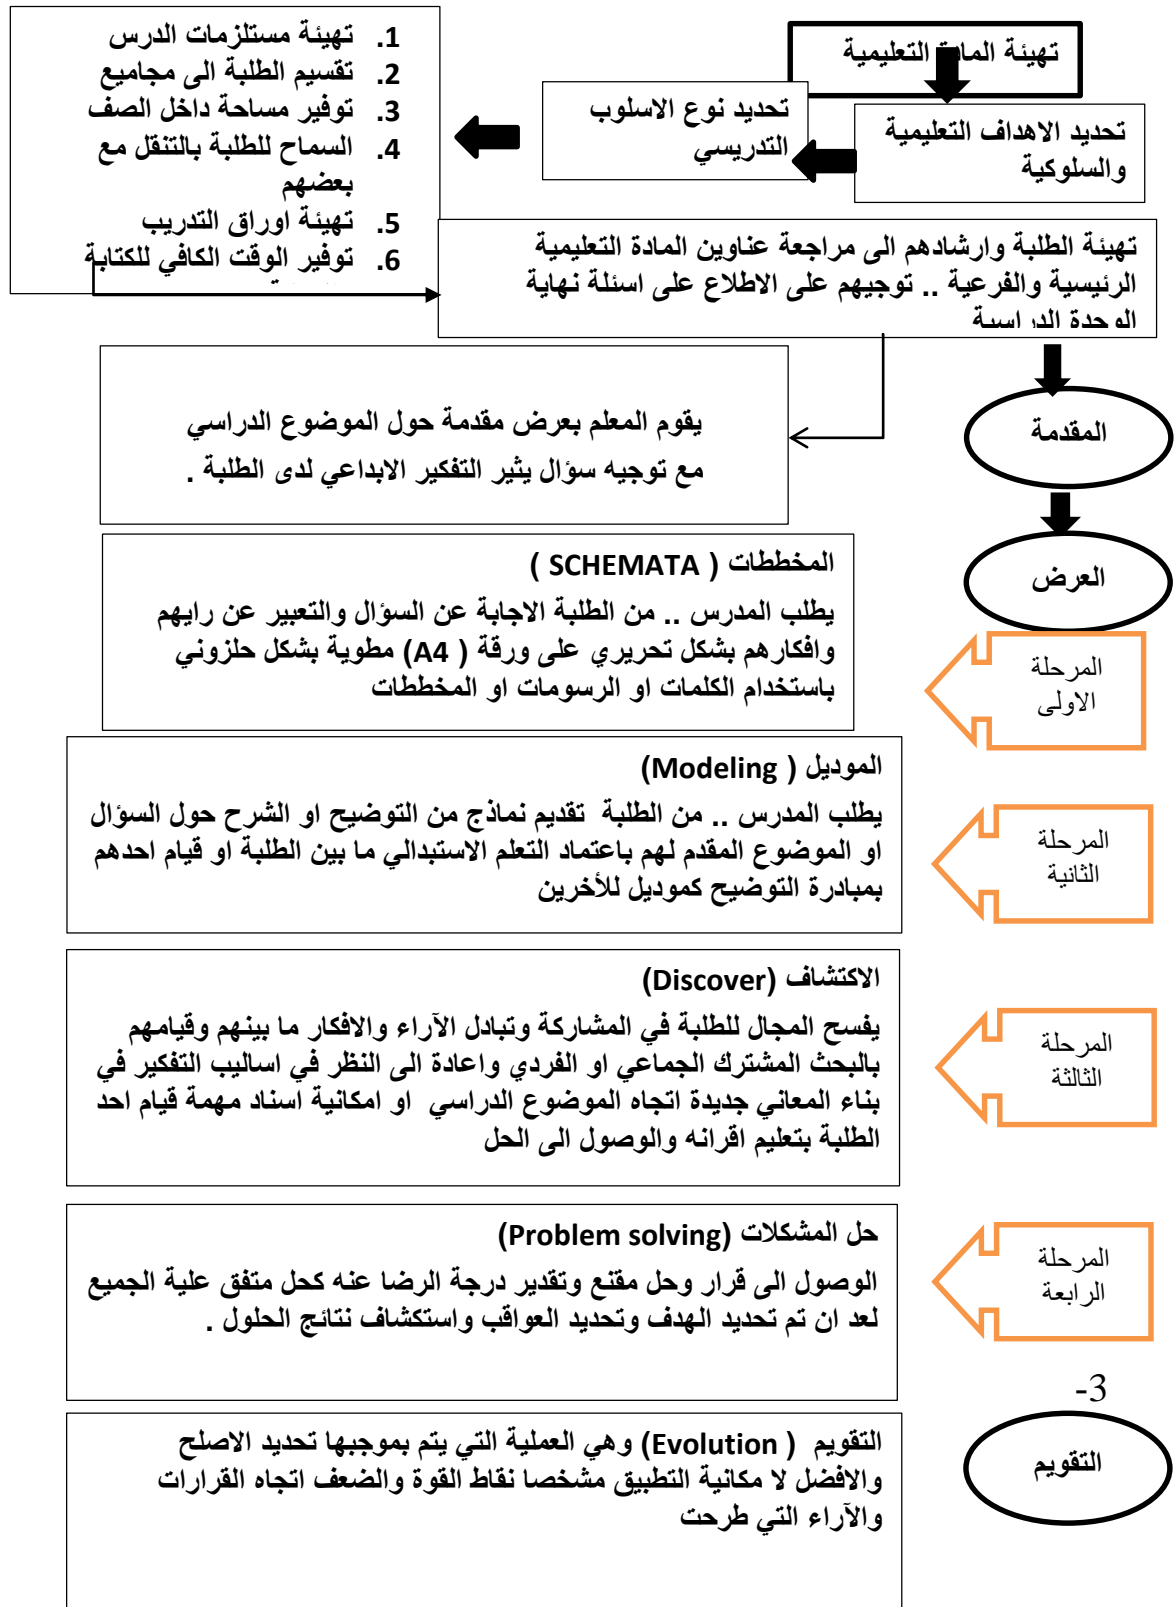 تهيئة المادة التعليمية
تحديد الاهداف التعليمية
والسلوكية
تحديد نوع الاسلوب
التدريسي
1. تهيئة مستلزمات الدرس
2. تقسيم الطلبة الى مجاميع
3. توفير مساحة داخل الصف
4. السماح للطلبة بالتنقل مع
بعضهم
5. تهيئة اوراق التدريب
6. توفير الوقت الكافي للكتابة
تهيئة الطلبة وارشادهم الى مراجعة عناوين المادة التعليمية
الرئيسية والفرعية .. توجيهم على الاطلاع على اسئلة نهاية
الوحدة الدراسية
المقدمة
يقوم المعلم بعرض مقدمة حول الموضوع الدراسي
مع توجيه سؤال يثير التفكير الابداعي لدى الطلبة .
العرض
المخططات ( SCHEMATA )
يطلب المدرس .. من الطلبة الاجابة عن السؤال والتعبير عن رايهم
وافكارهم بشكل تحريري على ورقة ( A4) مطوية بشكل حلزوني
باستخدام الكلمات او الرسومات او المخططات
المرحلة
الاولى
الموديل ( Modeling)
يطلب المدرس .. من الطلبة تقديم نماذج من التوضيح او الشرح حول السؤال
او الموضوع المقدم لهم باعتماد التعلم الاستبدالي ما بين الطلبة او قيام احدهم
بمبادرة التوضيح كموديل للأخرين
المرحلة
الثانية
الاكتشاف (Discover)
يفسح المجال للطلبة في المشاركة وتبادل الآراء والافكار ما بينهم وقيامهم
بالبحث المشترك الجماعي او الفردي واعادة الى النظر في اساليب التفكير في
بناء المعاني جديدة اتجاه الموضوع الدراسي او امكانية اسناد مهمة قيام احد
الطلبة بتعليم اقرانه والوصول الى الحل
المرحلة
الثالثة
حل المشكلات (Problem solving)
الوصول الى قرار وحل مقتع وتقدير درجة الرضا عنه كحل متفق علية الجميع
لعد ان تم تحديد الهدف وتحديد العواقب واستكشاف نتائج الحلول .
المرحلة
الرابعة
3-
التقويم
التقويم ( Evolution) وهي العملية التي يتم بموجبها تحديد الاصلح
والافضل لا مكانية التطبيق مشخصا نقاط القوة والضعف اتجاه القرارات
والآراء التي طرحت